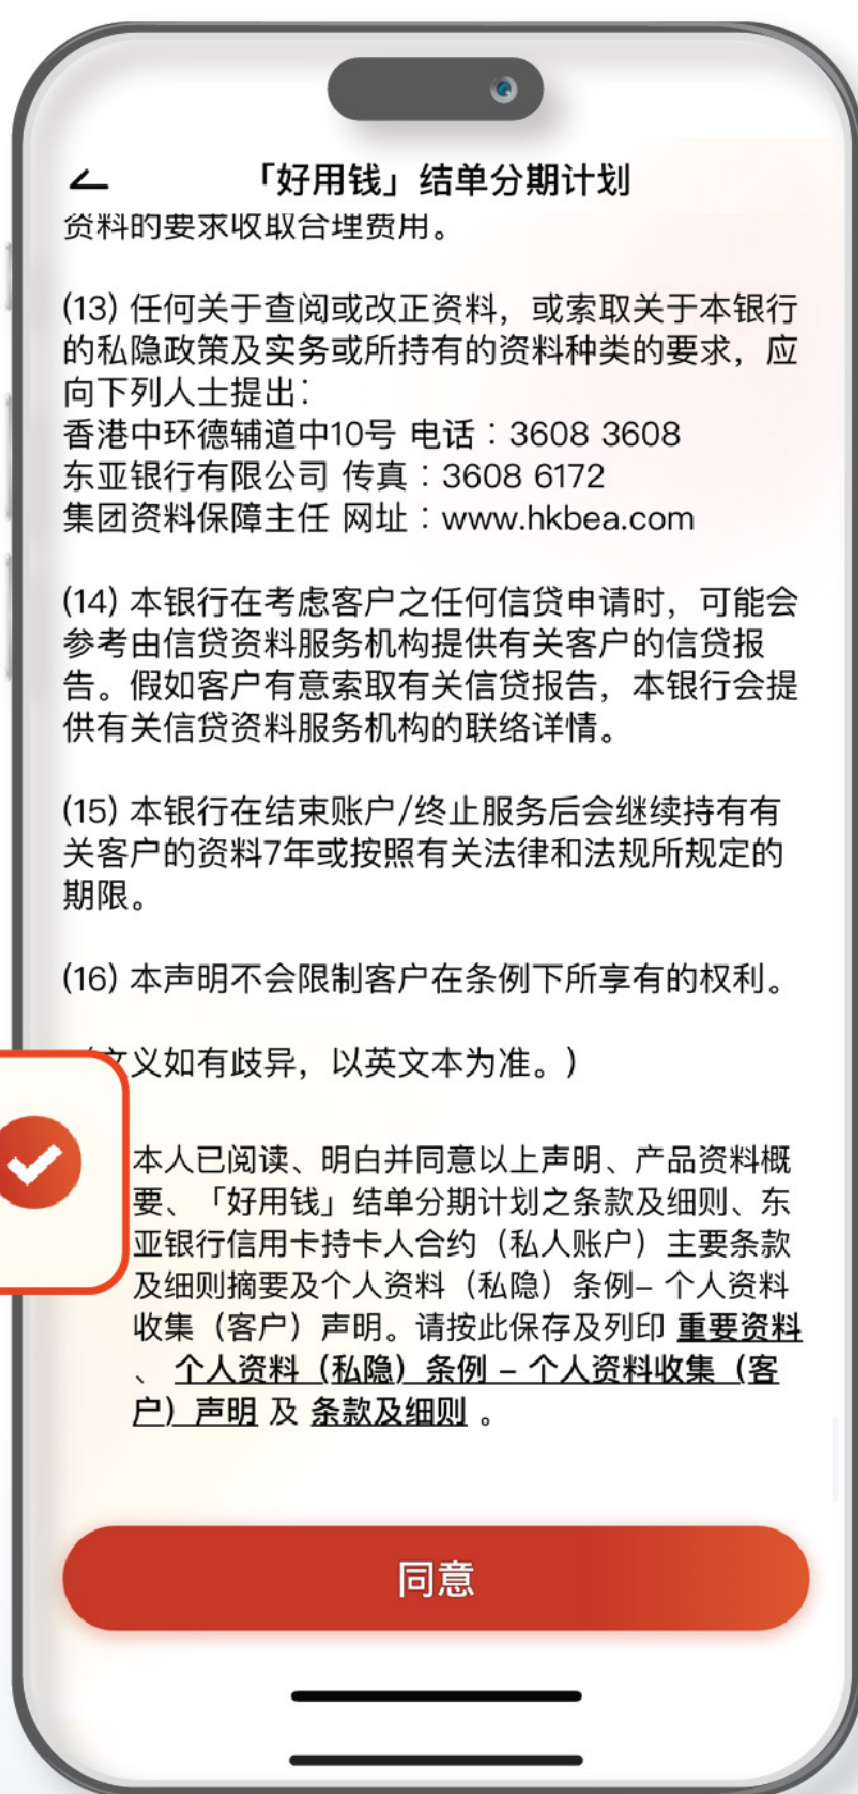 「好用钱」结单分期计划
资料的要求收取合理费用。
(13) 任何关于查阅或改正资料，或索取关于本银行
的私隐政策及实务或所持有的资料种类的要求，应
向下列人士提出：
香港中环德辅道中10号 电话：3608 3608
东亚银行有限公司 传真：3608 6172
集团资料保障主任 网址：www.hkbea.com
(14) 本银行在考虑客户之任何信贷申请时，可能会
参考由信贷资料服务机构提供有关客户的信贷报
告。假如客户有意索取有关信贷报告，本银行会提
供有关信贷资料服务机构的联络详情。
(15) 本银行在结束账户/终止服务后会继续持有有
关客户的资料7年或按照有关法律和法规所规定的
期限。
(16) 本声明不会限制客户在条例下所享有的权利。
（文义如有歧异，以英文本为准。)
本人已阅读、明白并同意以上声明、产品资料概
要、「好用钱」结单分期计划之条款及细则、东
亚银行信用卡持卡人合约（私人账户）主要条款
及细则摘要及个人资料（私隐）条例– 个人资料
收集（客户）声明。请按此保存及列印 重要资料
、 个人资料（私隐）条例 – 个人资料收集（客
户）声明 及 条款及细则 。
同意